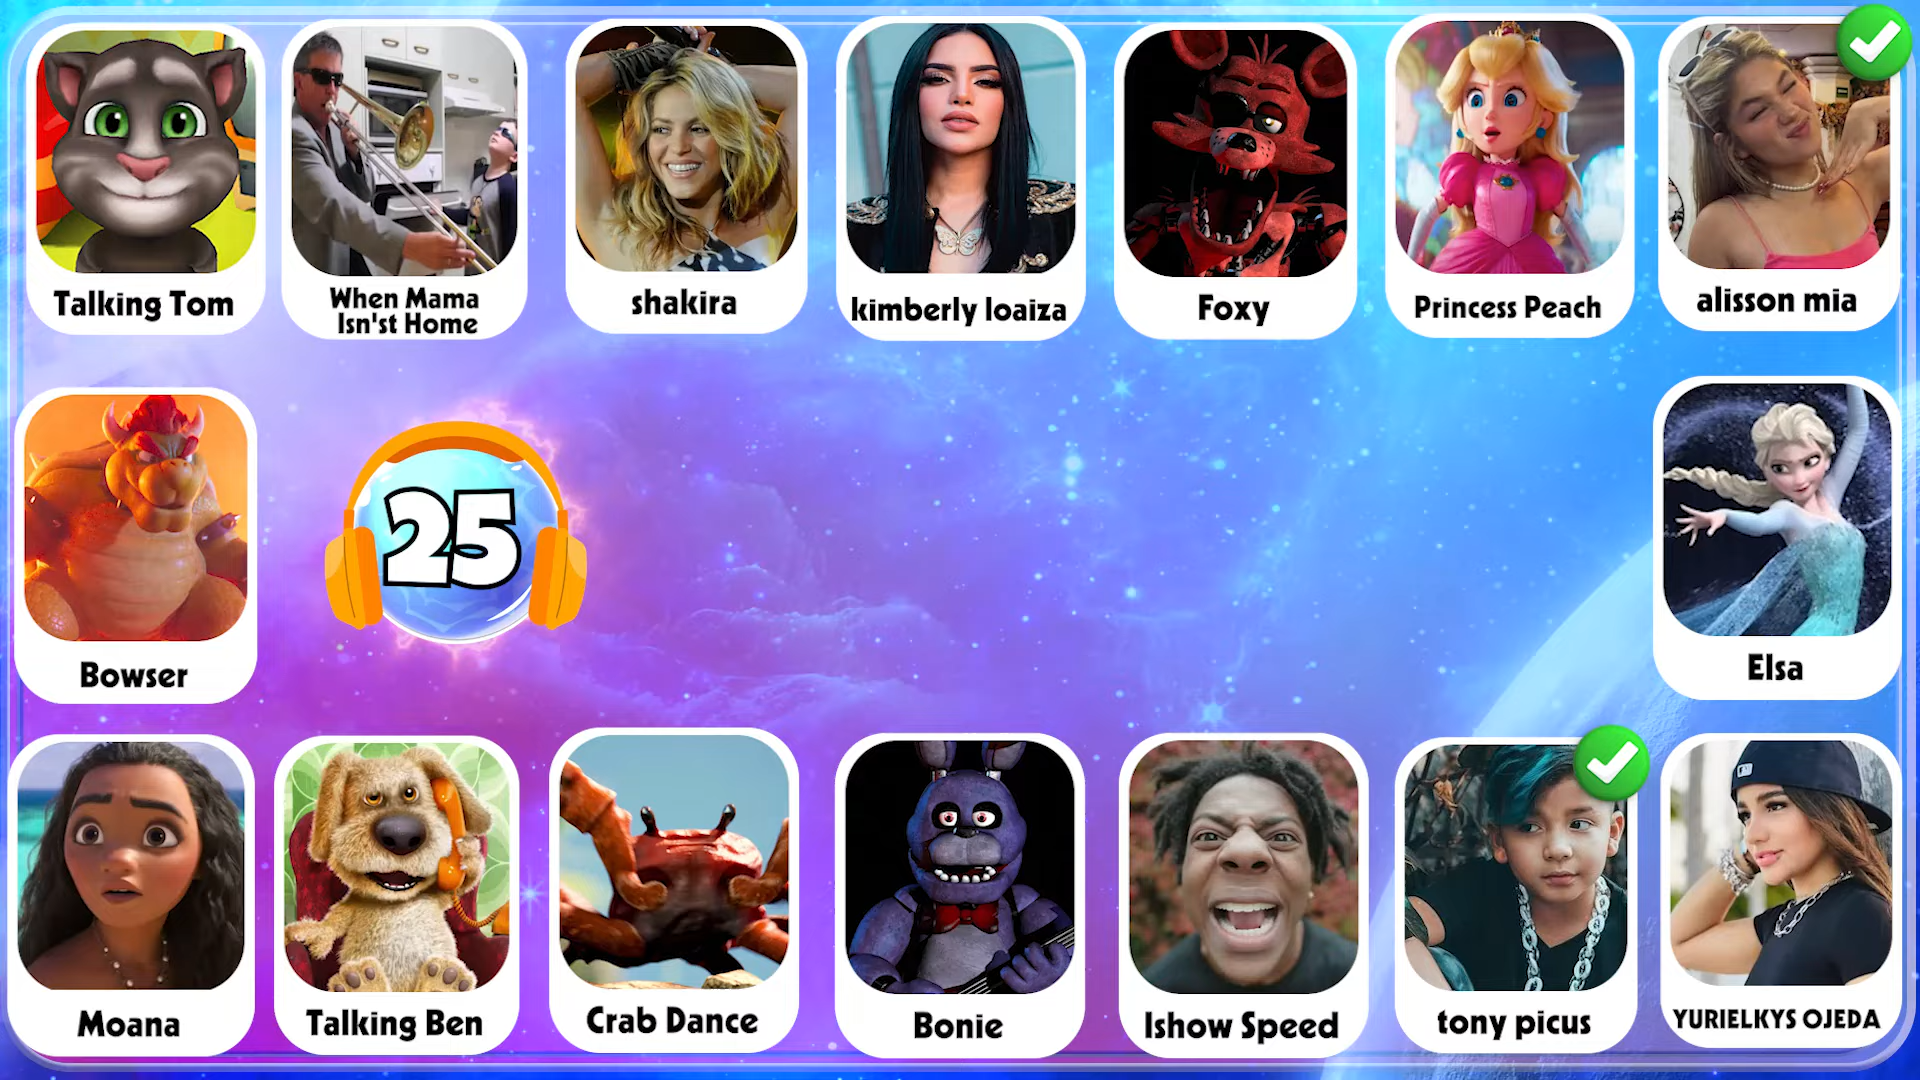 Talking Tom
When Mama
Isn'st Home
shakira
kimberly loaiza
Foxy
Princess Peach
alisson mia
Bowser
25
Elsa
Moana
Talking Ben
Crab Dance
Bonie
Ishow Speed
tony picus
YURIELKYS OJEDA